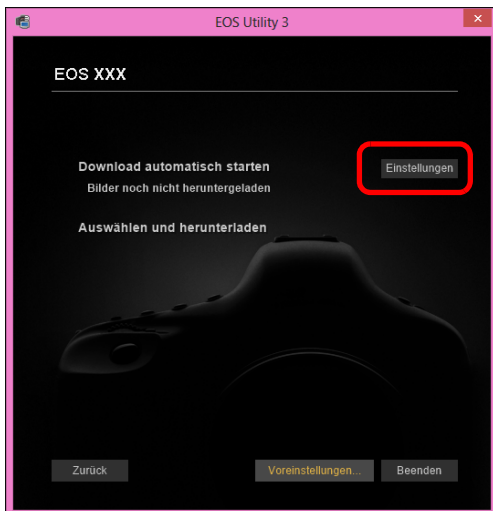 EOS Utility 3
EOS XXX
Download automatisch starten
Einstellungen
Bilder noch nicht heruntergeladen
Auswählen und herunterladen
Zurück
Voreinstellungen...
Beenden